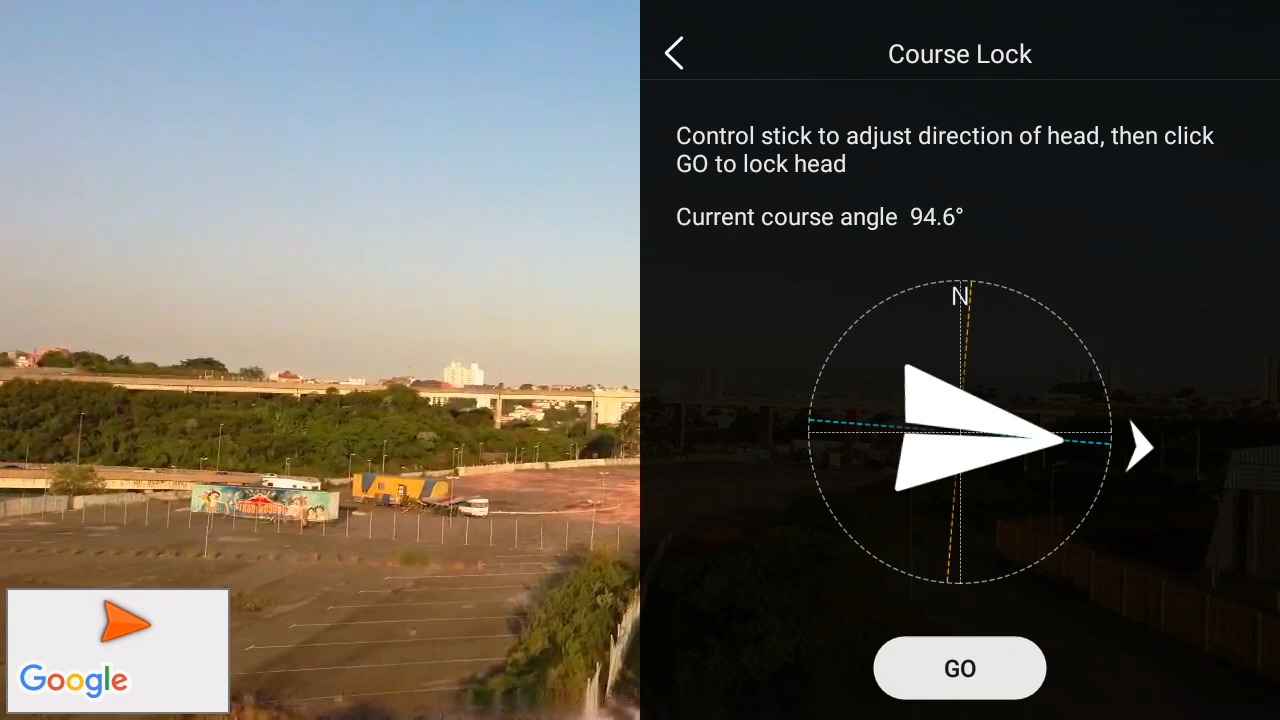 Course Lock
Control stick to adjust direction of head, then click
GO to lock head
Current course angle 94.6°
N
GO
Google